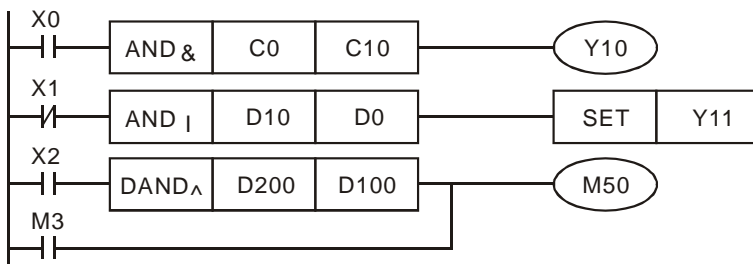 X0
AND & C0 C10 Y10
X1
AND | D10 D0 SET Y11
X2
DAND ^ D200 D100 M50
M3